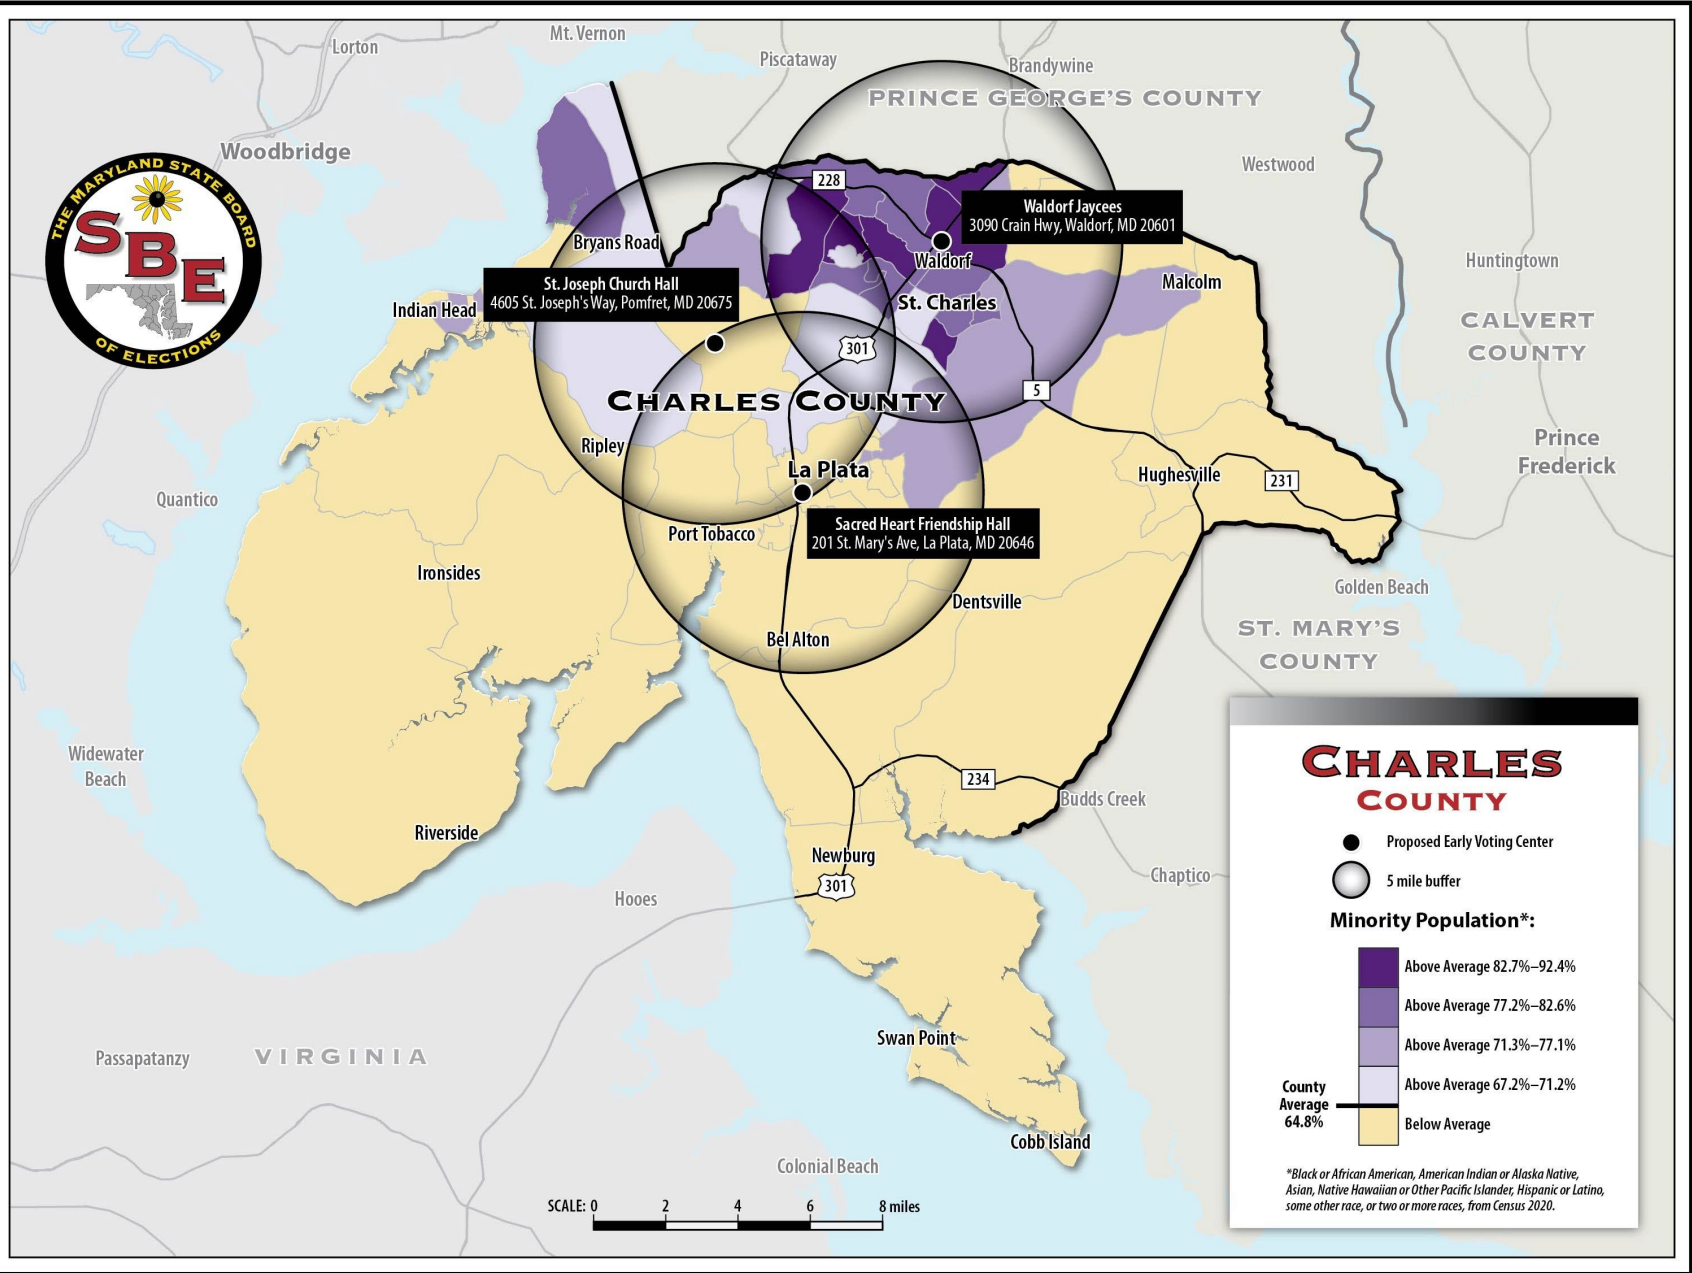 Mt. Vernon
Lorton
Piscataway
Brandywine
PRINCE GEORGE'S COUNTY
Woodbridge
Westwood
THE MARYLAND STATE BOARD
SBE
OF ELECTIONS
228
Waldorf Jaycees
3090 Crain Hwy, Waldorf, MD 20601
Bryans Road
Waldorf
Huntingtown
St. Joseph Church Hall
4605 St. Joseph's Way, Pomfret, MD 20675
Malcolm
Indian Head
St. Charles
CALVERT
COUNTY
301
5
CHARLES COUNTY
Ripley
La Plata
Prince
Frederick
Hughesville
231
Quantico
Sacred Heart Friendship Hall
201 St. Mary's Ave, La Plata, MD 20646
Port Tobacco
Ironsides
Golden Beach
Dentsville
ST. MARY'S
COUNTY
Bel Alton
Widewater
Beach
234
Budds Creek
Riverside
Newburg
301
Chaptico
Hooes
Swan Point
Passapatanzy
VIRGINIA
Cobb Island
Colonial Beach
SCALE: 0 2 4 6 8 miles
CHARLES
COUNTY
Proposed Early Voting Center
5 mile buffer
Minority Population*:
Above Average 82.7%–92.4%
Above Average 77.2%–82.6%
Above Average 71.3%–77.1%
Above Average 67.2%–71.2%
County
Average
64.8%
Below Average
*Black or African American, American Indian or Alaska Native,
Asian, Native Hawaiian or Other Pacific Islander, Hispanic or Latino,
some other race, or two or more races, from Census 2020.